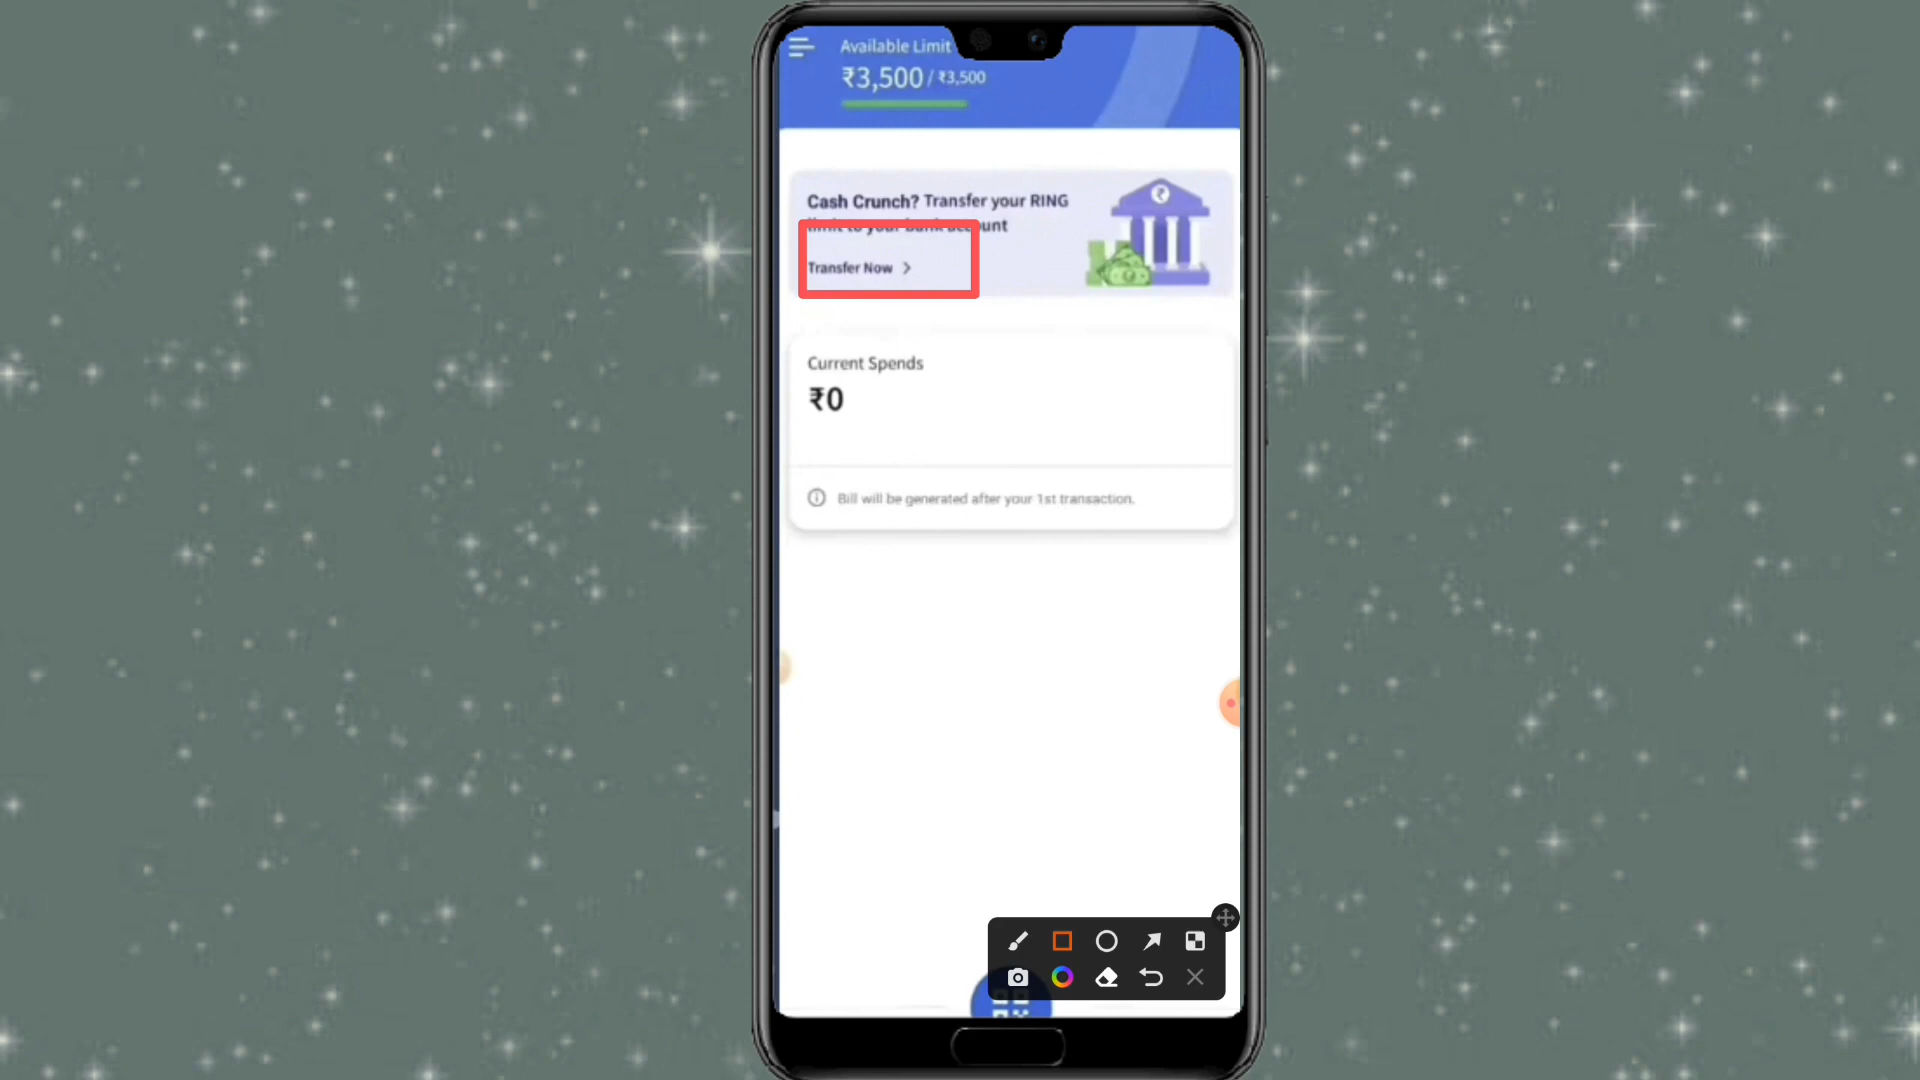 Available Limit
₹3,500 / ₹3,500
Cash Crunch? Transfer your RING
limit to your bank account
Transfer Now
Current Spends
₹0
Bill will be generated after your 1st transaction.